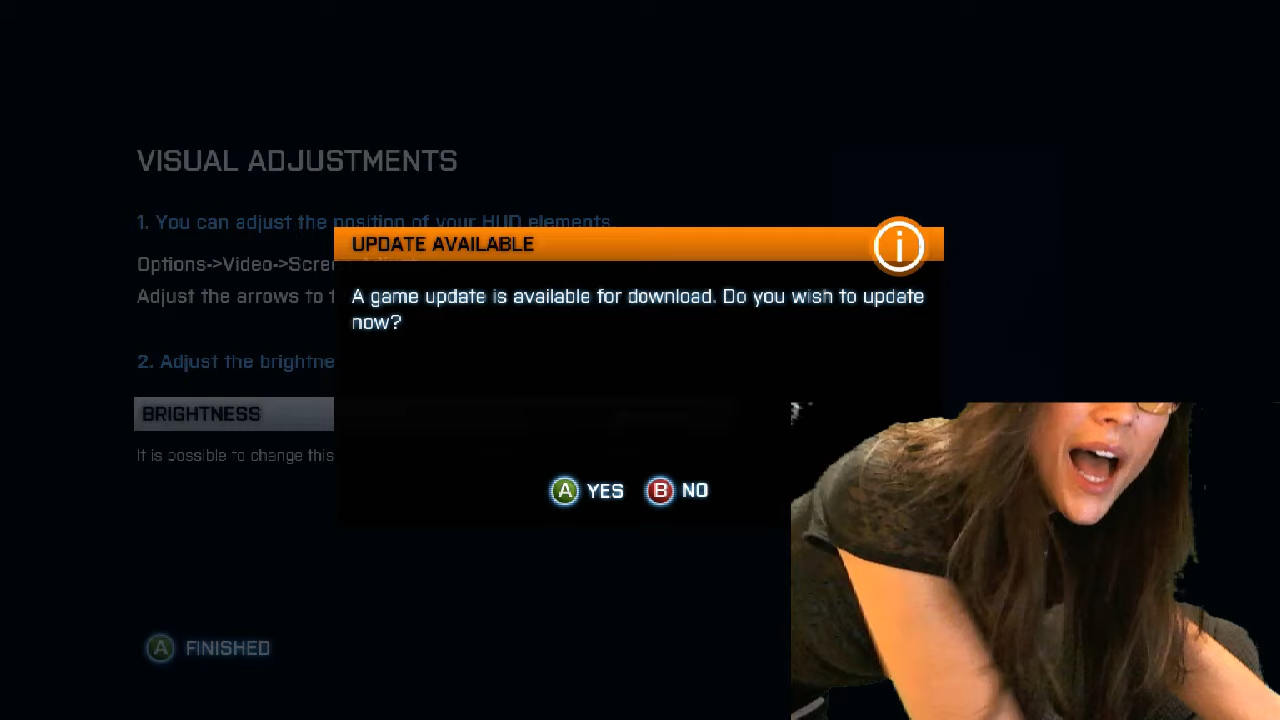 VISUAL ADJUSTMENTS
1. You can adjust the position of your HUD elements
UPDATE AVAILABLE
i
Options->Video->Scree
A game update is available for download. Do you wish to update
now?
Adjust the arrows to
2. Adjust the brightne
BRIGHTNESS
It is possible to change this
A YES B NO
A FINISHED